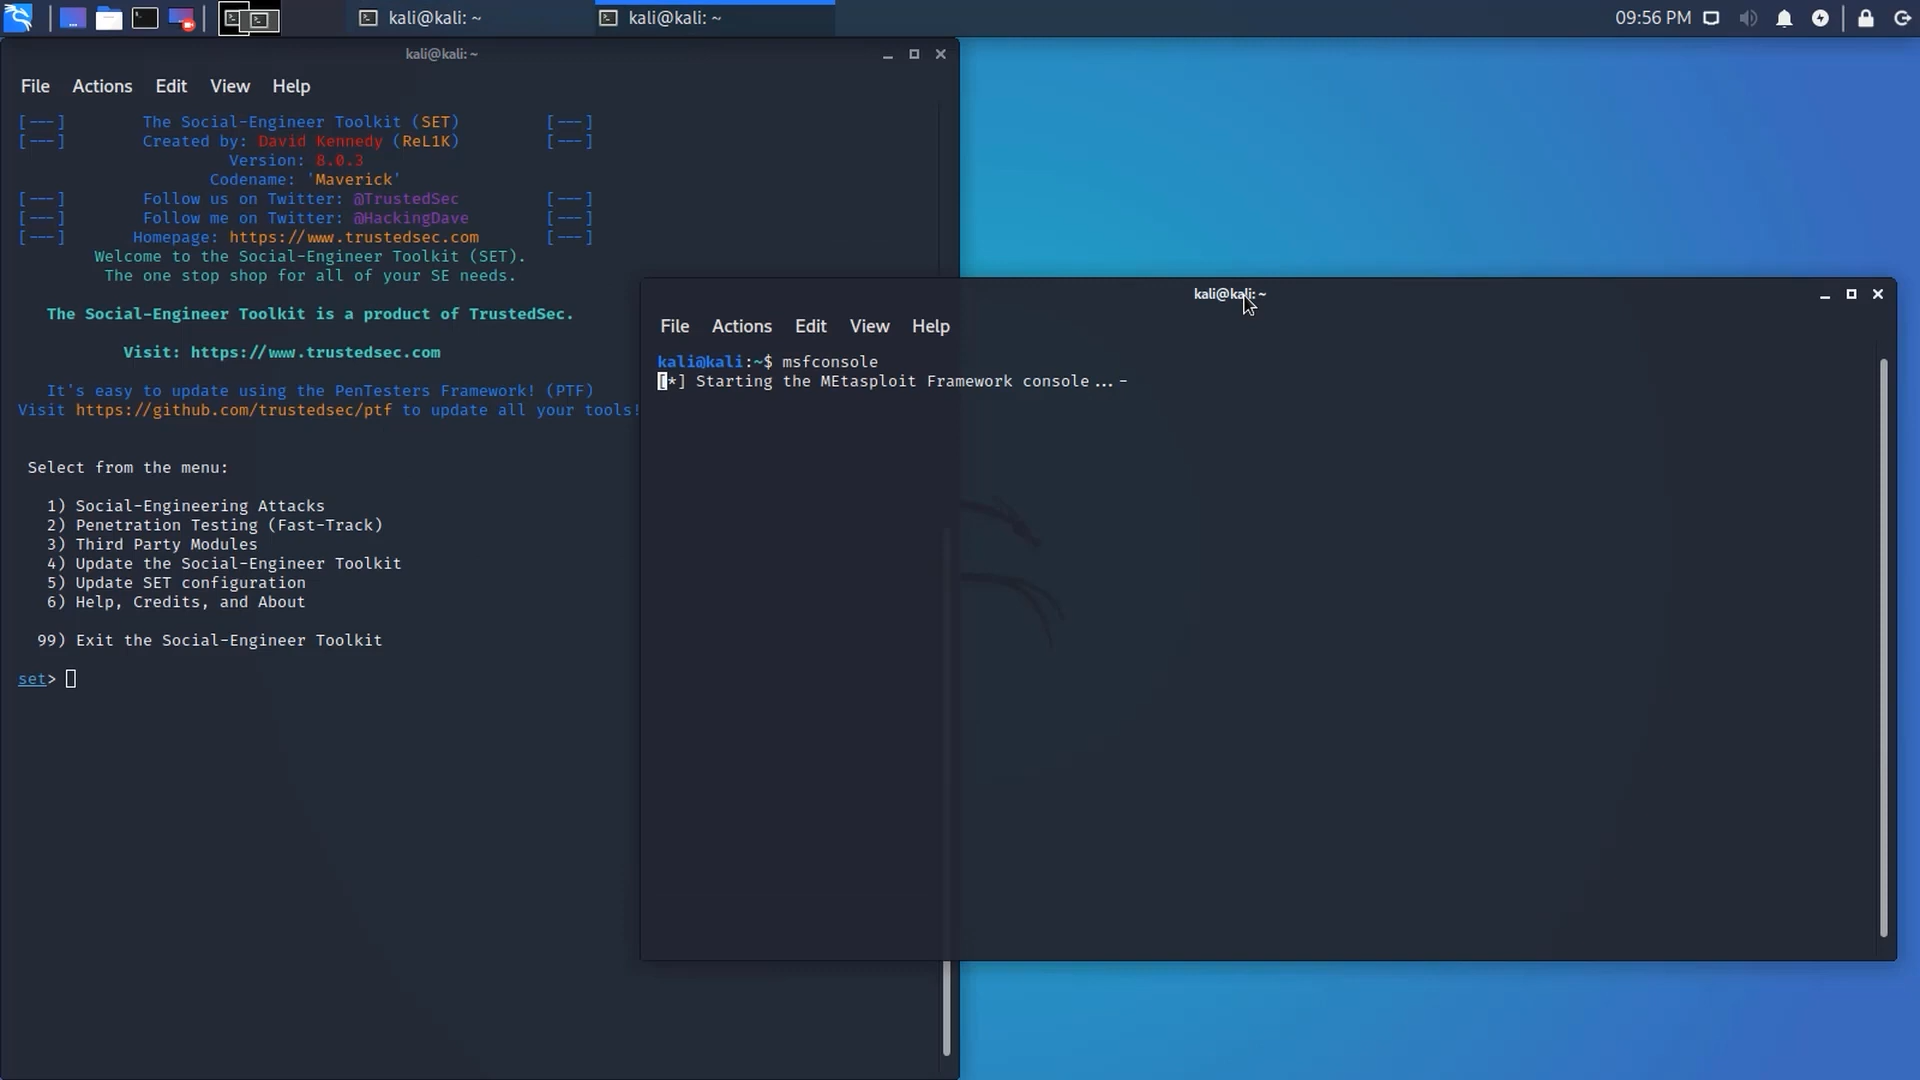 kali@kali: ~
kali@kali: ~
09:56 PM
kali@kali: ~
File Actions Edit View Help
[---] The Social-Engineer Toolkit (SET) [---]
[---] Created by: David Kennedy (ReL1K) [---]
Version: 8.0.3
Codename: 'Maverick'
[---] Follow us on Twitter: @TrustedSec [---]
[---] Follow me on Twitter: @HackingDave [---]
[---] Homepage: https://www.trustedsec.com [---]
Welcome to the Social-Engineer Toolkit (SET).
The one stop shop for all of your SE needs.
The Social-Engineer Toolkit is a product of TrustedSec.
Visit: https://www.trustedsec.com
It's easy to update using the PenTesters Framework! (PTF)
Visit https://github.com/trustedsec/ptf to update all your tools!
Select from the menu:
1) Social-Engineering Attacks
2) Penetration Testing (Fast-Track)
3) Third Party Modules
4) Update the Social-Engineer Toolkit
5) Update SET configuration
6) Help, Credits, and About
99) Exit the Social-Engineer Toolkit
set>
kali@kali: ~
File Actions Edit View Help
kali@kali:~$ msfconsole
[*] Starting the MEtasploit Framework console...-